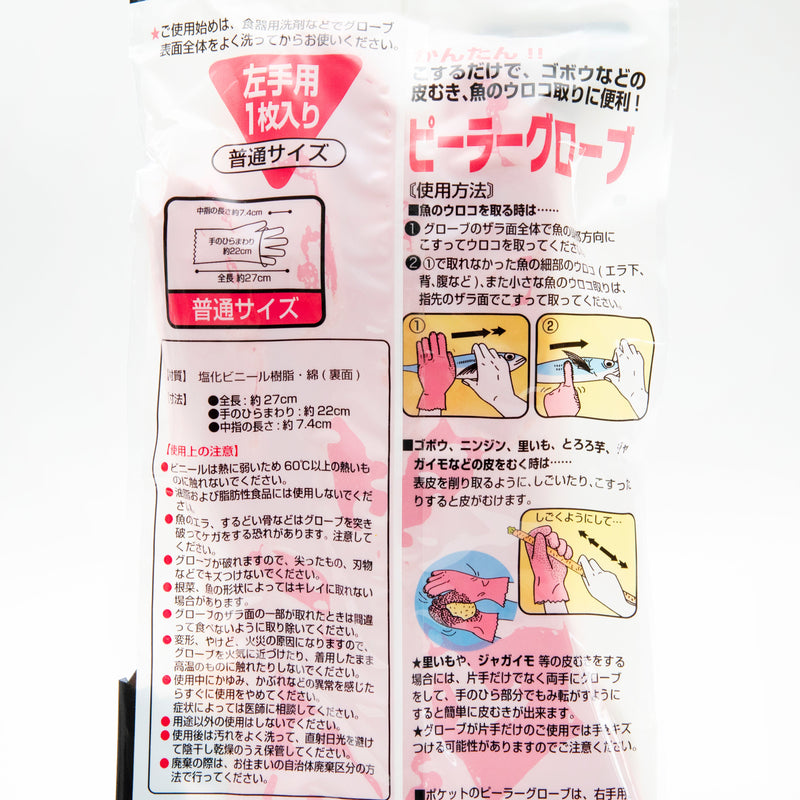 ★ご使用始めは、食器用洗剤などでグローブ
表面全体をよく洗ってからお使いください。
左手用
1枚入り
普通サイズ
中指の長さ約7.4cm
手のひらまわり
約22cm
全長 約27cm
普通サイズ
【材質】 塩化ビニール樹脂・綿(裏面)
【寸法】 ●全長:約27cm
●手のひらまわり:約22cm
●中指の長さ:約7.4cm
【使用上の注意】
●ビニールは熱に弱いため60℃以上の熱いも
のに触れないでください。
●油脂および脂肪性食品には使用しないでくだ
さい。
●魚のエラ、するどい骨などはグローブを突き
破ってケガをする恐れがあります。注意して
ください。
●グローブが破れますので、尖ったもの、刃物
などでキズつけないでください。
●根菜、魚の形状によってはキレイに取れない
場合があります。
●グローブのザラ面の一部が取れたときは間違
って食べないように取り除いてください。
●変形、やけど、火災の原因になりますので、
グローブを火気に近づけたり、着用したまま
高温のものに触れたりしないでください。
●使用中にかゆみ、かぶれなどの異常を感じた
らすぐに使用をやめてください。
症状によっては医師に相談してください。
●用途以外の使用はしないでください。
●使用後は汚れをよく洗って、直射日光を避け
て陰干し乾燥のうえ保管してください。
●廃棄の際は、お住まいの自治体廃棄区分の方
法で行ってください。
かんたん!!
こするだけで、ゴボウなどの
皮むき、魚のウロコ取りに便利!
ピーラーグローブ
〖使用方法〗
■魚のウロコを取る時は……
❶グローブのザラ面全体で魚の 方向に
こすってウロコを取ってください。
❷①で取れなかった魚の細部のウロコ(エラ下、
背、腹など)、また小さな魚のウロコ取りは、
指先のザラ面でこすって取ってください。
①
②
■ゴボウ、ニンジン、里いも、とろろ芋、ジャ
ガイモなどの皮をむく時は……
表皮を削り取るように、しごいたり、こすった
りすると皮がむけます。
しごくようにして…
★里いもや、ジャガイモ 等の皮むきをする
場合には、片手だけでなく両手にグローブ
をして、手のひら部分でもみ転がすように
すると簡単に皮むきが出来ます。
★グローブが片手だけのご使用では手をキズ
つける可能性がありますのでご注意ください。
■ポケットのピーラーグローブは、右手用